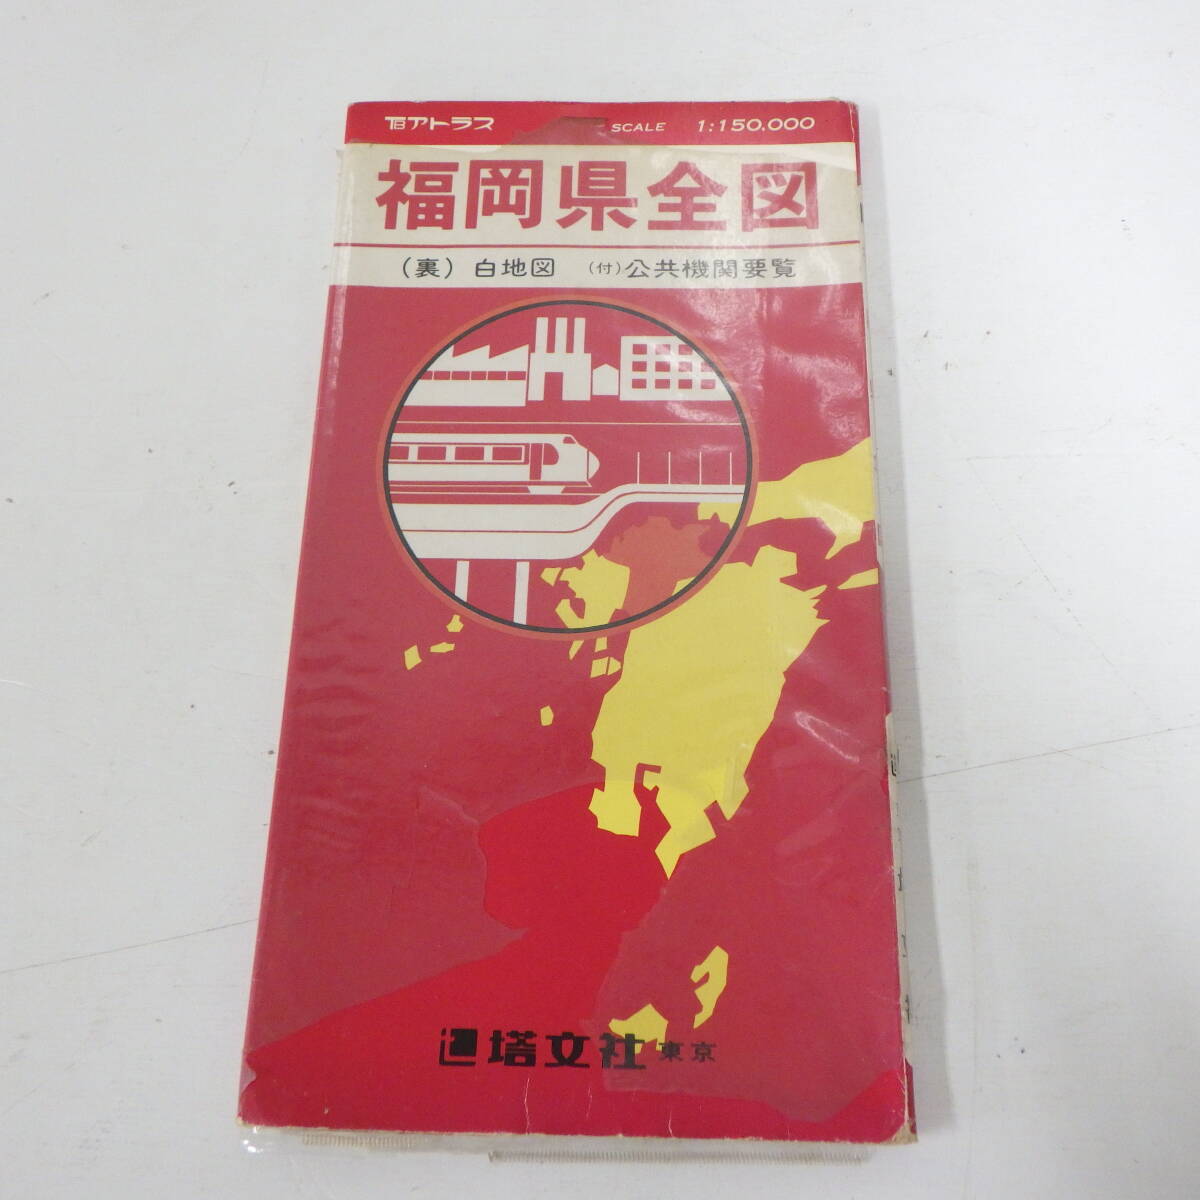 TBアトラス SCALE 1:150,000
福岡県全図
(裏) 白地図 (付) 公共機関要覧
塔文社 東京